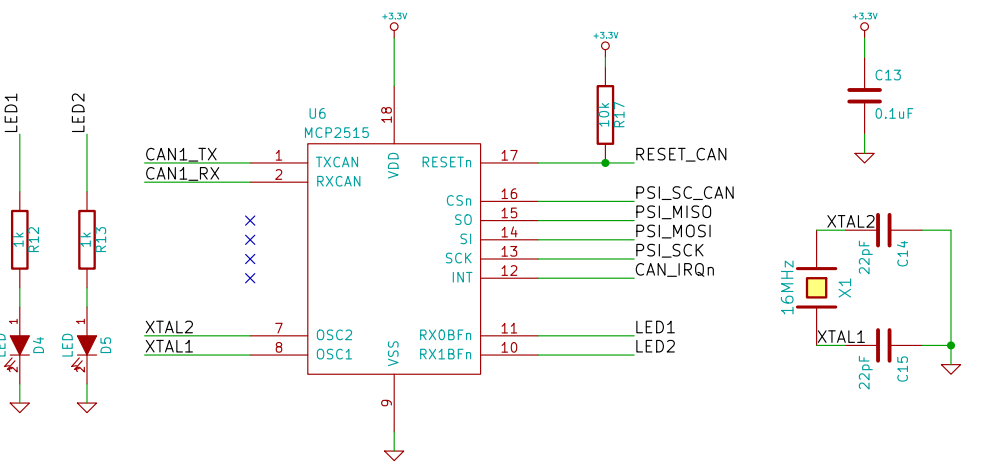 +3.3V
+3.3V
+3.3V
LED1
LED2
1k
R12
1k
R13
1
LED
D4
2
1
LED
D5
2
U6
MCP2515
18
VDD
CAN1_TX
1
TXCAN
CAN1_RX
2
RXCAN
XTAL2
7
OSC2
XTAL1
8
OSC1
VSS
9
RESETn
17
RESET_CAN
CSn
16
PSI_SC_CAN
SO
15
PSI_MISO
SI
14
PSI_MOSI
SCK
13
PSI_SCK
INT
12
CAN_IRQn
RX0BFn
11
LED1
RX1BFn
10
LED2
10k
R17
C13
0.1uF
XTAL2
22pF
C14
16MHz
X1
XTAL1
22pF
C15